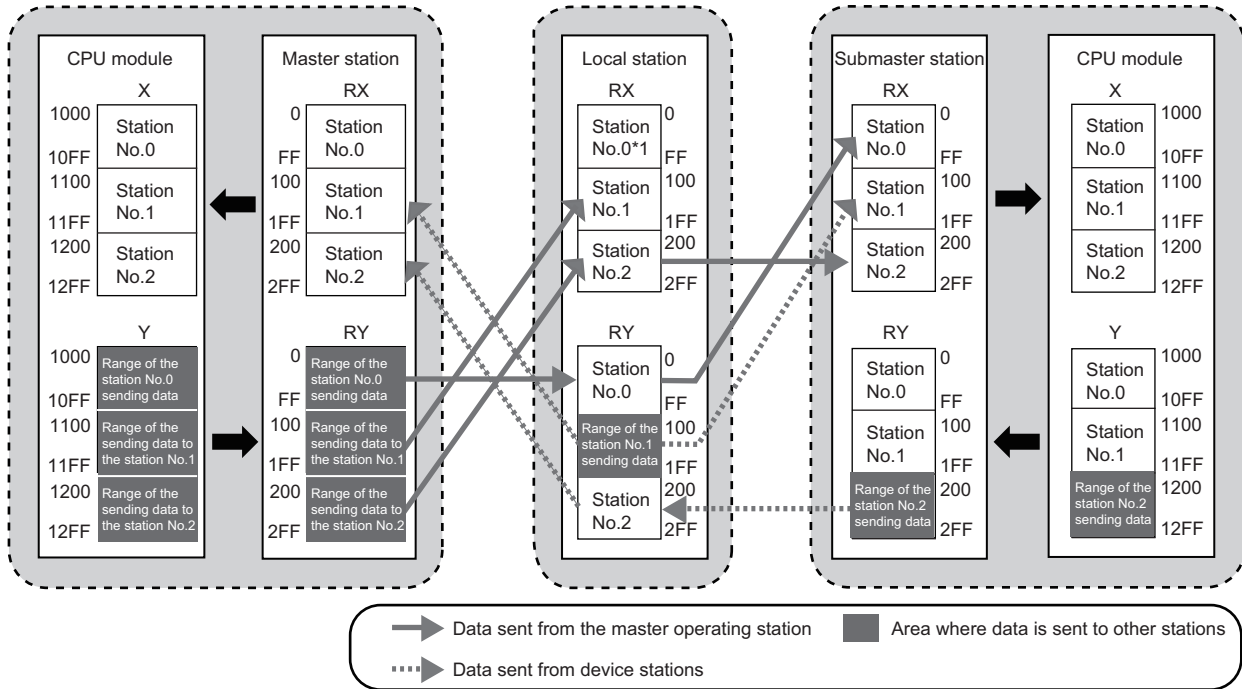 CPU module
X
1000
Station
No.0
10FF
1100
Station
No.1
11FF
1200
Station
No.2
12FF
Y
1000
Range of the
station No.0
sending data
10FF
1100
Range of the
sending data to
the station No.1
11FF
1200
Range of the
sending data to
the station No.2
12FF
Master station
RX
0
Station
No.0
FF
100
Station
No.1
1FF
200
Station
No.2
2FF
RY
0
Range of the
station No.0
sending data
FF
100
Range of the
sending data to
the station No.1
1FF
200
Range of the
sending data to
the station No.2
2FF
Local station
RX
0
Station
No.0*1
FF
100
Station
No.1
1FF
200
Station
No.2
2FF
RY
0
Station
No.0
FF
100
Range of the
station No.1
sending data
1FF
200
Station
No.2
2FF
Submaster station
RX
0
Station
No.0
FF
100
Station
No.1
1FF
200
Station
No.2
2FF
RY
0
Station
No.0
FF
100
Station
No.1
1FF
200
Range of the
station No.2
sending data
2FF
CPU module
X
1000
Station
No.0
10FF
1100
Station
No.1
11FF
1200
Station
No.2
12FF
Y
1000
Station
No.0
10FF
1100
Station
No.1
11FF
1200
Range of the
station No.2
sending data
12FF
Data sent from the master operating station
Area where data is sent to other stations
Data sent from device stations